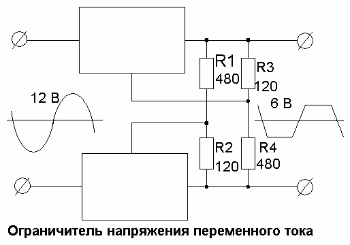 R1
480
R3
120
12 В
6 В
R2
120
R4
480
Ограничитель напряжения переменного тока